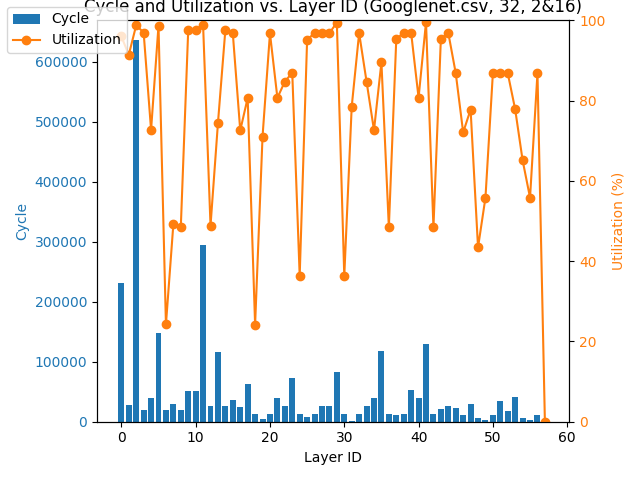 Cycle and Utilization vs. Layer ID (Googlenet.csv, 32, 2&16)
Cycle
Utilization
600000
500000
400000
300000
200000
100000
0
Cycle
100
80
60
40
20
0
Utilization (%)
0 10 20 30 40 50 60
Layer ID